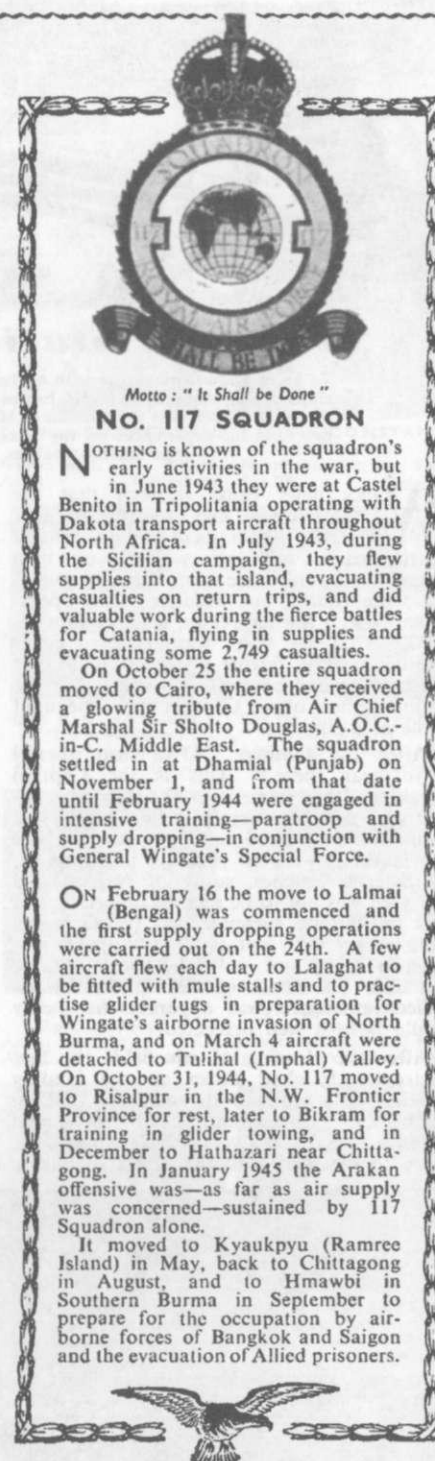 SQUADRON
117
ROYAL AIR FORCE
SHALL BE DONE
Motto : " It Shall be Done "
No. 117 SQUADRON
NOTHING is known of the squadron's
early activities in the war, but
in June 1943 they were at Castel
Benito in Tripolitania operating with
Dakota transport aircraft throughout
North Africa. In July 1943, during
the Sicilian campaign, they flew
supplies into that island, evacuating
casualties on return trips, and did
valuable work during the fierce battles
for Catania, flying in supplies and
evacuating some 2,749 casualties.
On October 25 the entire squadron
moved to Cairo, where they received
a glowing tribute from Air Chief
Marshal Sir Sholto Douglas, A.O.C.-
in-C. Middle East. The squadron
settled in at Dhamial (Punjab) on
November 1, and from that date
until February 1944 were engaged in
intensive training—paratroop and
supply dropping—in conjunction with
General Wingate's Special Force.
ON February 16 the move to Lalmai
(Bengal) was commenced and
the first supply dropping operations
were carried out on the 24th. A few
aircraft flew each day to Lalaghat to
be fitted with mule stalls and to prac-
tise glider tugs in preparation for
Wingate's airborne invasion of North
Burma, and on March 4 aircraft were
detached to Tulihal (Imphal) Valley.
On October 31, 1944, No. 117 moved
to Risalpur in the N.W. Frontier
Province for rest, later to Bikram for
training in glider towing, and in
December to Hathazari near Chitta-
gong. In January 1945 the Arakan
offensive was—as far as air supply
was concerned—sustained by 117
Squadron alone.
It moved to Kyaukpyu (Ramree
Island) in May, back to Chittagong
in August, and to Hmawbi in
Southern Burma in September to
prepare for the occupation by air-
borne forces of Bangkok and Saigon
and the evacuation of Allied prisoners.